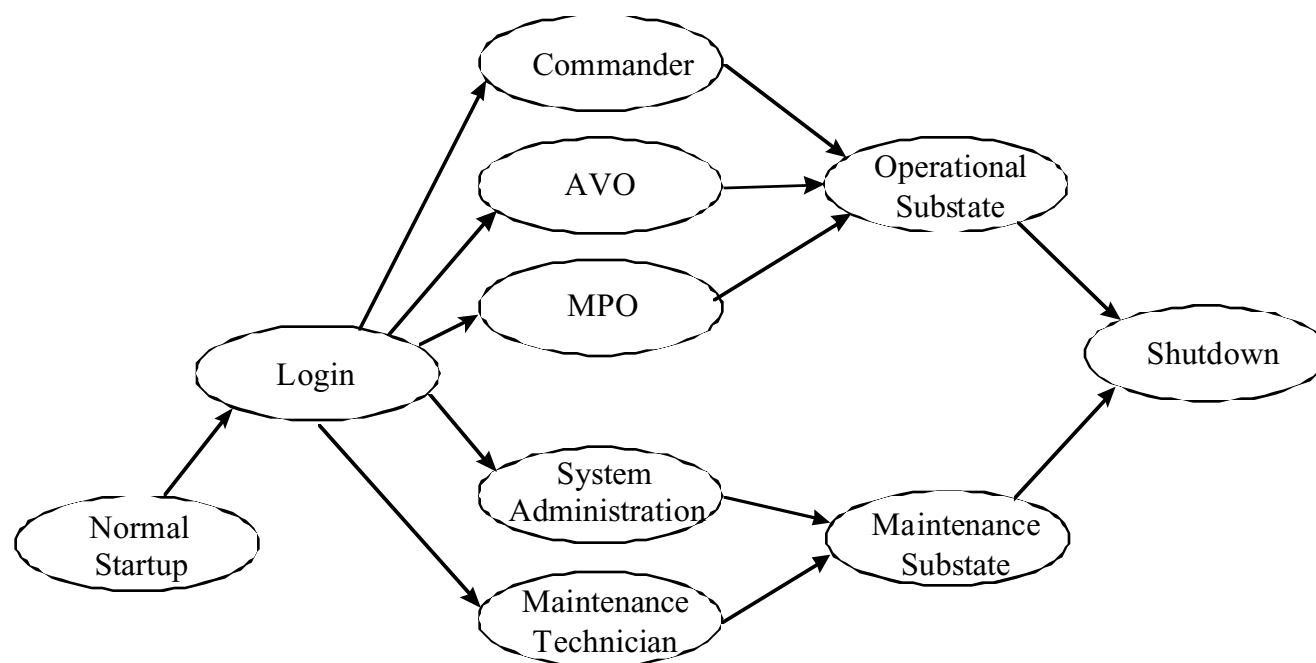 Commander
AVO
Operational
Substate
MPO
Login
Shutdown
System
Administration
Normal
Startup
Maintenance
Substate
Maintenance
Technician